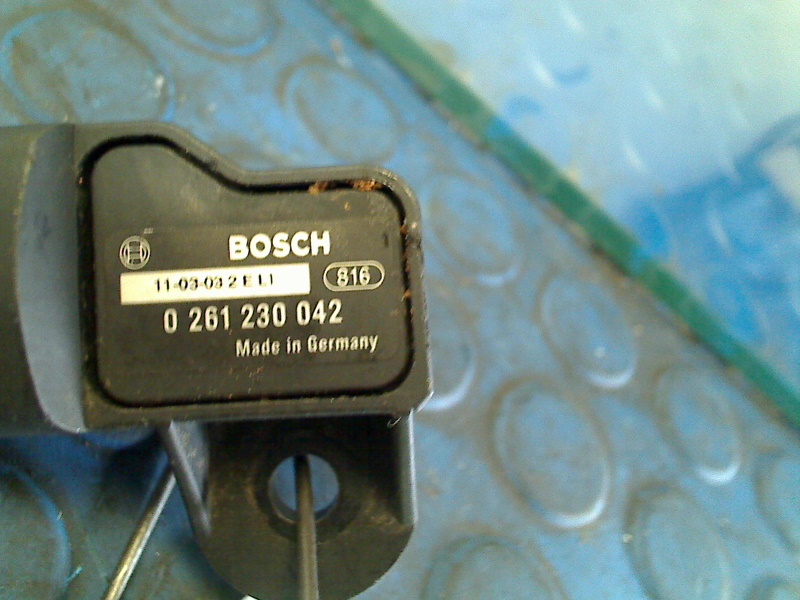 BOSCH
11-03-03 2 E L1
816
0 261 230 042
Made in Germany